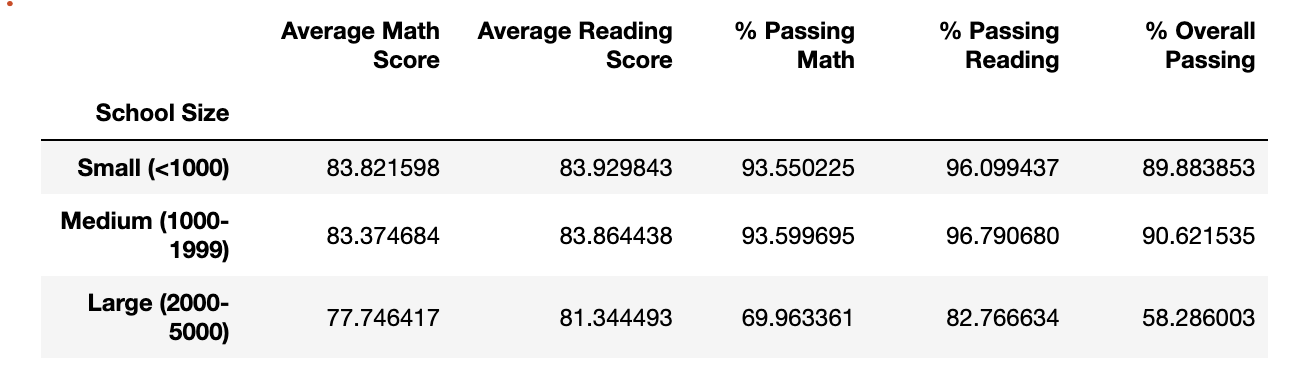 Average Math Score Average Reading Score % Passing Math % Passing Reading % Overall Passing
School Size
Small (<1000) 83.821598 83.929843 93.550225 96.099437 89.883853
Medium (1000-1999) 83.374684 83.864438 93.599695 96.790680 90.621535
Large (2000-5000) 77.746417 81.344493 69.963361 82.766634 58.286003